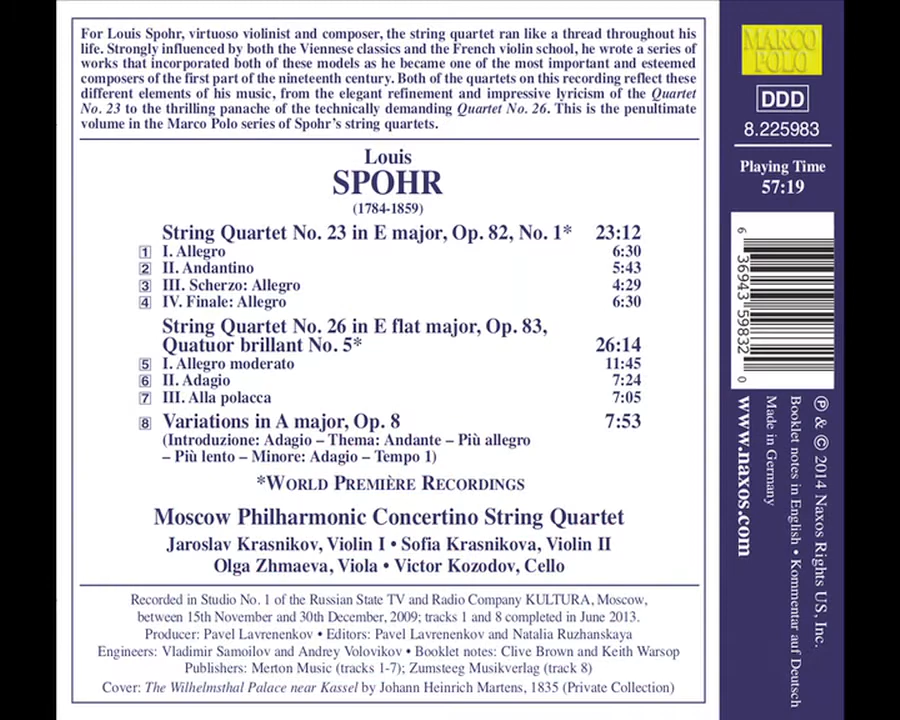 For Louis Spohr, virtuoso violinist and composer, the string quartet ran like a thread throughout his
life. Strongly influenced by both the Viennese classics and the French violin school, he wrote a series of
works that incorporated both of these models as he became one of the most important and esteemed
composers of the first part of the nineteenth century. Both of the quartets on this recording reflect these
different elements of his music, from the elegant refinement and impressive lyricism of the Quartet
No. 23 to the thrilling panache of the technically demanding Quartet No. 26. This is the penultimate
volume in the Marco Polo series of Spohr's string quartets.
Louis
SPOHR
(1784-1859)
String Quartet No. 23 in E major, Op. 82, No. 1* 23:12
1 I. Allegro 6:30
2 II. Andantino 5:43
3 III. Scherzo: Allegro 4:29
4 IV. Finale: Allegro 6:30
String Quartet No. 26 in E flat major, Op. 83,
Quatuor brillant No. 5* 26:14
5 I. Allegro moderato 11:45
6 II. Adagio 7:24
7 III. Alla polacca 7:05
8 Variations in A major, Op. 8 7:53
(Introduzione: Adagio – Thema: Andante – Più allegro
– Più lento – Minore: Adagio – Tempo 1)
*WORLD PREMIÈRE RECORDINGS
Moscow Philharmonic Concertino String Quartet
Jaroslav Krasnikov, Violin I • Sofia Krasnikova, Violin II
Olga Zhmaeva, Viola • Victor Kozodov, Cello
Recorded in Studio No. 1 of the Russian State TV and Radio Company KULTURA, Moscow,
between 15th November and 30th December, 2009; tracks 1 and 8 completed in June 2013.
Producer: Pavel Lavrenenkov • Editors: Pavel Lavrenenkov and Natalia Ruzhanskaya
Engineers: Vladimir Samoilov and Andrey Volovikov • Booklet notes: Clive Brown and Keith Warsop
Publishers: Merton Music (tracks 1-7); Zumsteeg Musikverlag (track 8)
Cover: The Wilhelmsthal Palace near Kassel by Johann Heinrich Martens, 1835 (Private Collection)
MARCO
POLO
DDD
8.225983
Playing Time
57:19
6 36943 59832 0
℗ & © 2014 Naxos Rights US, Inc.
Booklet notes in English • Kommentar auf Deutsch
Made in Germany
www.naxos.com